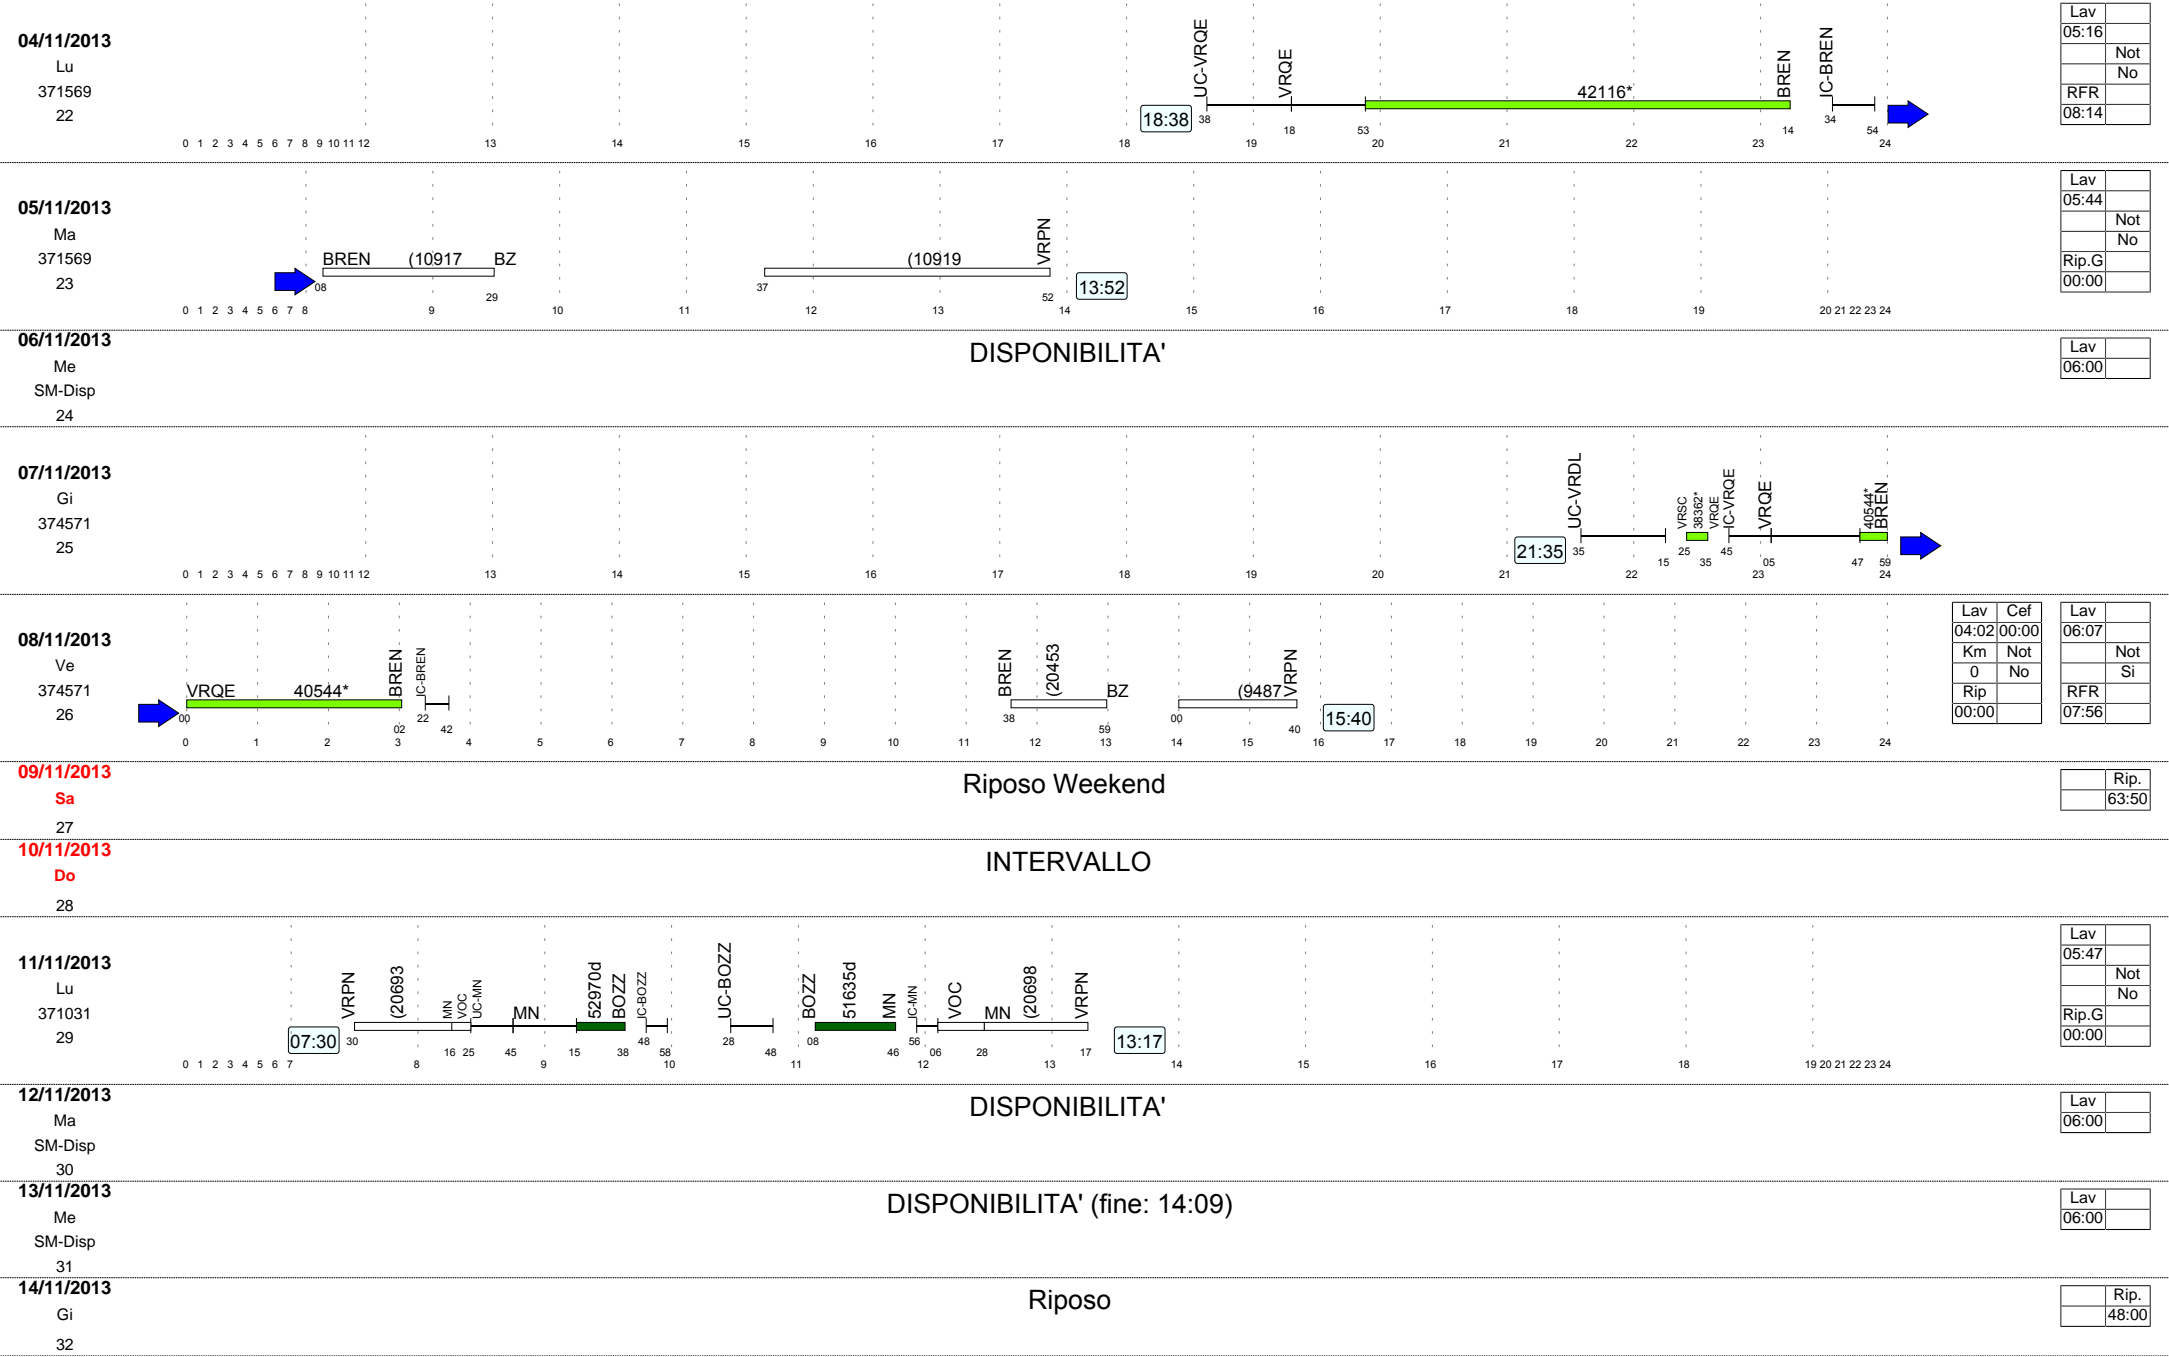 04/11/2013
Lu
371569
22
UC-VRQE VRQE 42116* BREN IC-BREN
18:38 38 18 53 14 34 54
0 1 2 3 4 5 6 7 8 9 10 11 12 13 14 15 16 17 18 19 20 21 22 23 24
Lav
05:16
Not
No
RFR
08:14
05/11/2013
Ma
371569
23
BREN (10917 BZ (10919 VRPN
08 29 37 52 13:52
0 1 2 3 4 5 6 7 8 9 10 11 12 13 14 15 16 17 18 19 20 21 22 23 24
Lav
05:44
Not
No
Rip.G
00:00
06/11/2013
Me
SM-Disp
24
DISPONIBILITA'
Lav
06:00
07/11/2013
Gi
374571
25
UC-VRDL VRSC 38362* VRQE IC-VRQE VRQE 40544* BREN
21:35 35 15 25 35 45 05 47 59
0 1 2 3 4 5 6 7 8 9 10 11 12 13 14 15 16 17 18 19 20 21 22 23 24
08/11/2013
Ve
374571
26
VRQE 40544* BREN IC-BREN BREN (20453 BZ (9487 VRPN
00 02 22 42 38 59 00 40 15:40
0 1 2 3 4 5 6 7 8 9 10 11 12 13 14 15 16 17 18 19 20 21 22 23 24
Lav Cef
04:02 00:00
Km Not
0 No
Rip
00:00
Lav
06:07
Not
Si
RFR
07:56
09/11/2013
Sa
27
Riposo Weekend
Rip.
63:50
10/11/2013
Do
28
INTERVALLO
11/11/2013
Lu
371031
29
VRPN (20693 MN VOC UC-MN MN 52970d BOZZ IC-BOZZ UC-BOZZ BOZZ 51635d MN IC-MN VOC MN (20698 VRPN
07:30 30 16 25 45 15 38 48 58 28 48 08 46 56 06 28 17 13:17
0 1 2 3 4 5 6 7 8 9 10 11 12 13 14 15 16 17 18 19 20 21 22 23 24
Lav
05:47
Not
No
Rip.G
00:00
12/11/2013
Ma
SM-Disp
30
DISPONIBILITA'
Lav
06:00
13/11/2013
Me
SM-Disp
31
DISPONIBILITA' (fine: 14:09)
Lav
06:00
14/11/2013
Gi
32
Riposo
Rip.
48:00